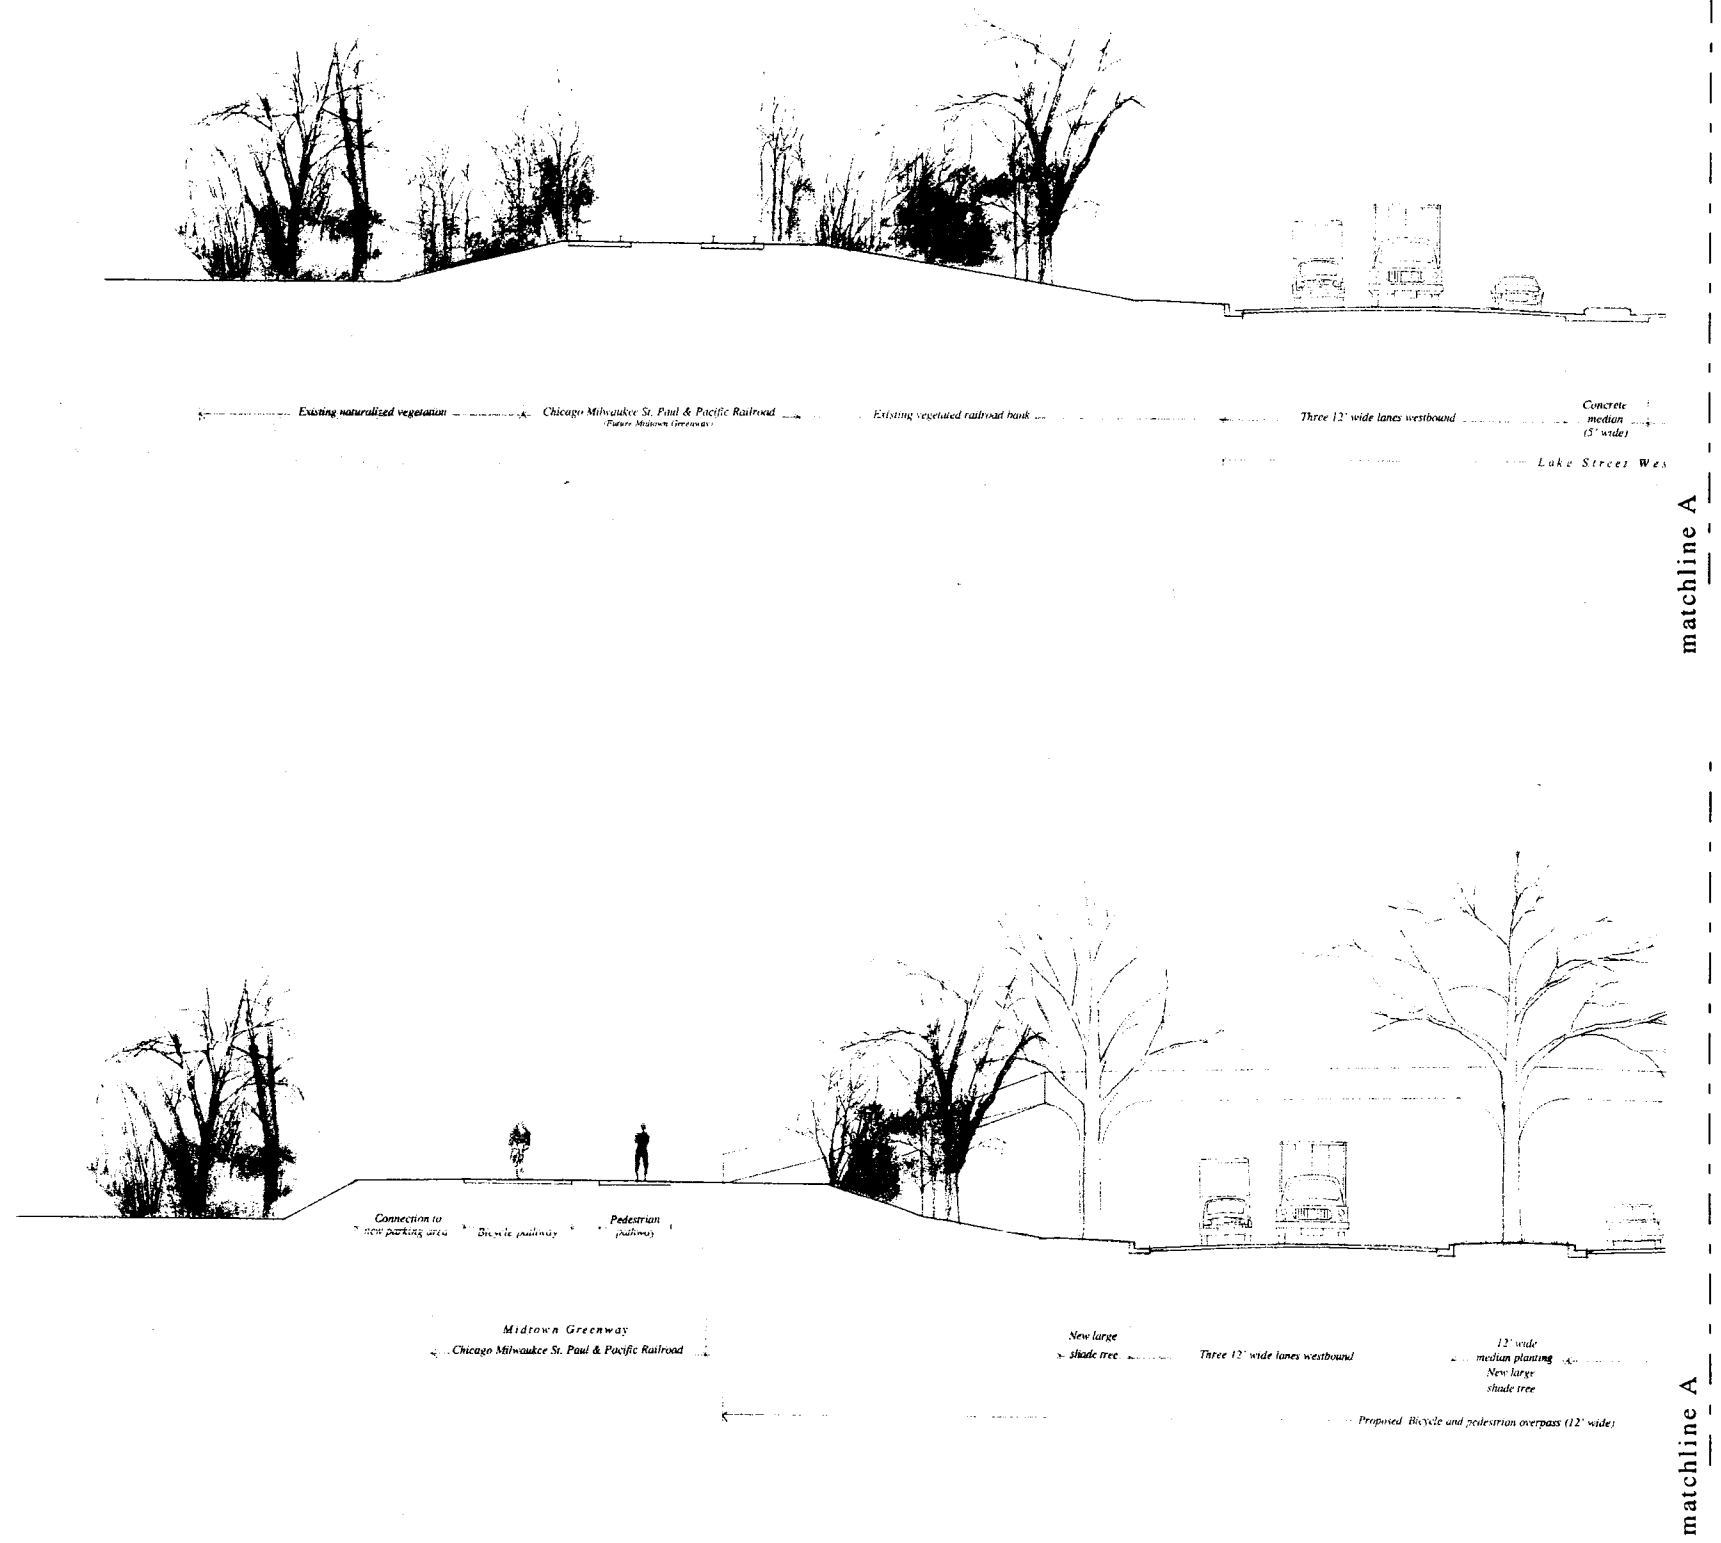 Existing naturalized vegetation
Chicago Milwaukee St. Paul & Pacific Railroad
(Future Midtown Greenway)
Existing vegetated railroad bank
Three 12' wide lanes westbound
Concrete
median
(5' wide)
Lake Street Wes
matchline A
Connection to
new parking area
Bicycle pathway
Pedestrian
pathway
Midtown Greenway
Chicago Milwaukee St. Paul & Pacific Railroad
New large
shade tree
Three 12' wide lanes westbound
12' wide
median planting
New large
shade tree
Proposed Bicycle and pedestrian overpass (12' wide)
matchline A